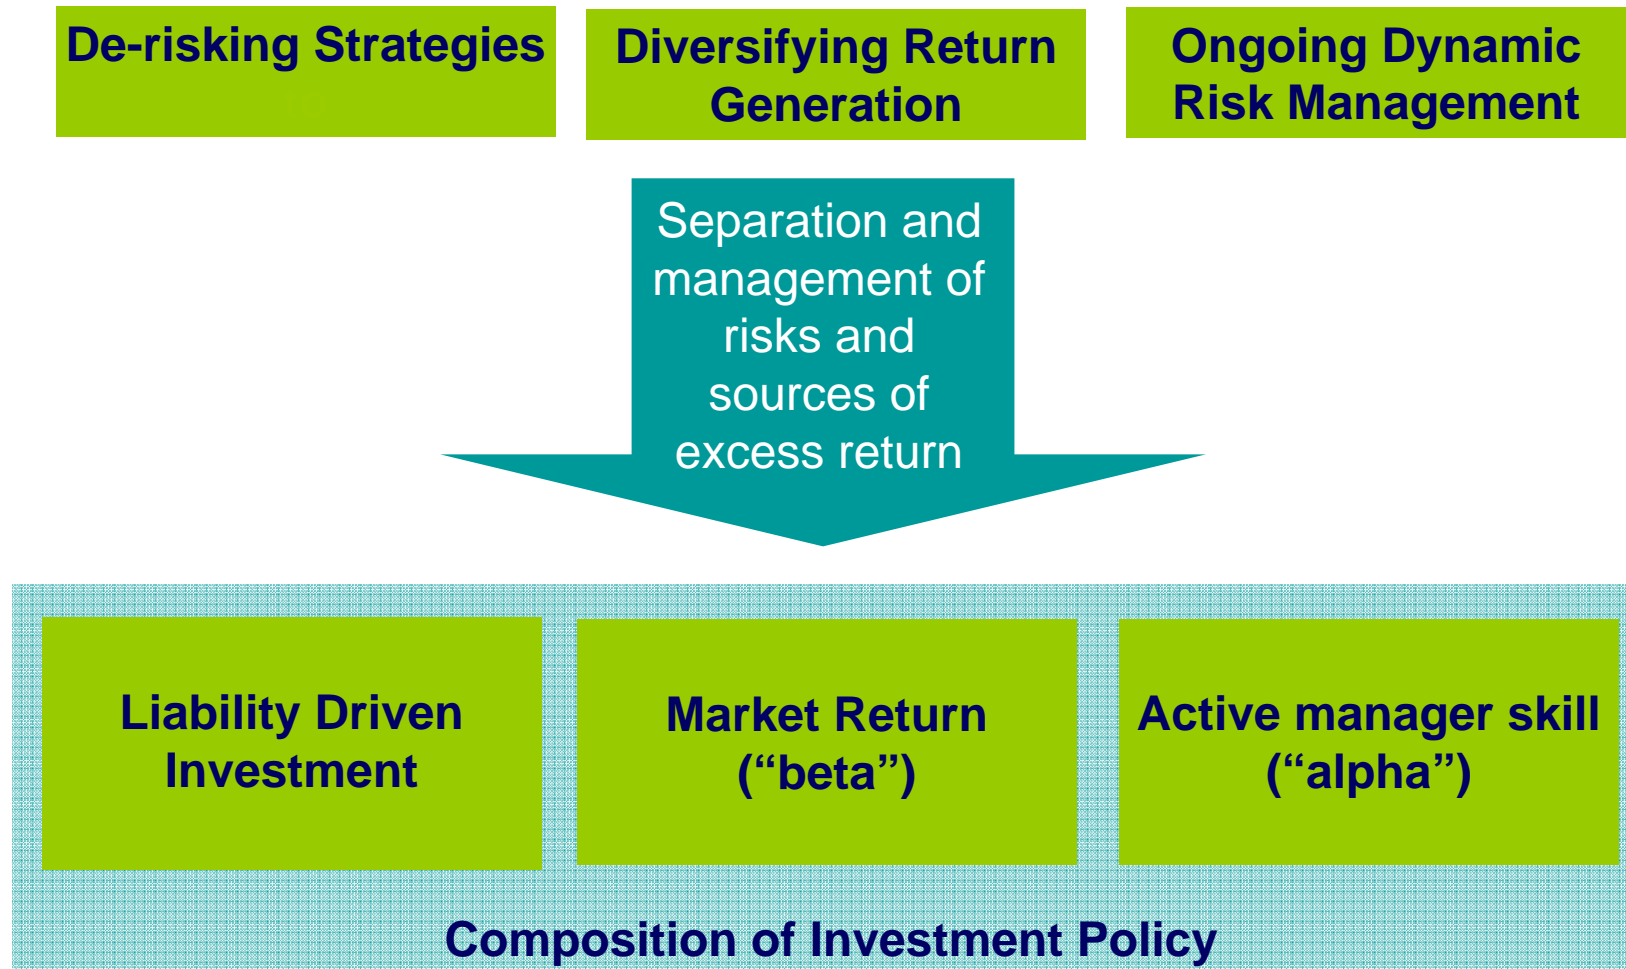 De-risking Strategies
Diversifying Return
Generation
Ongoing Dynamic
Risk Management
Separation and
management of
risks and
sources of
excess return
Liability Driven
Investment
Market Return
(“beta”)
Active manager skill
(“alpha”)
Composition of Investment Policy